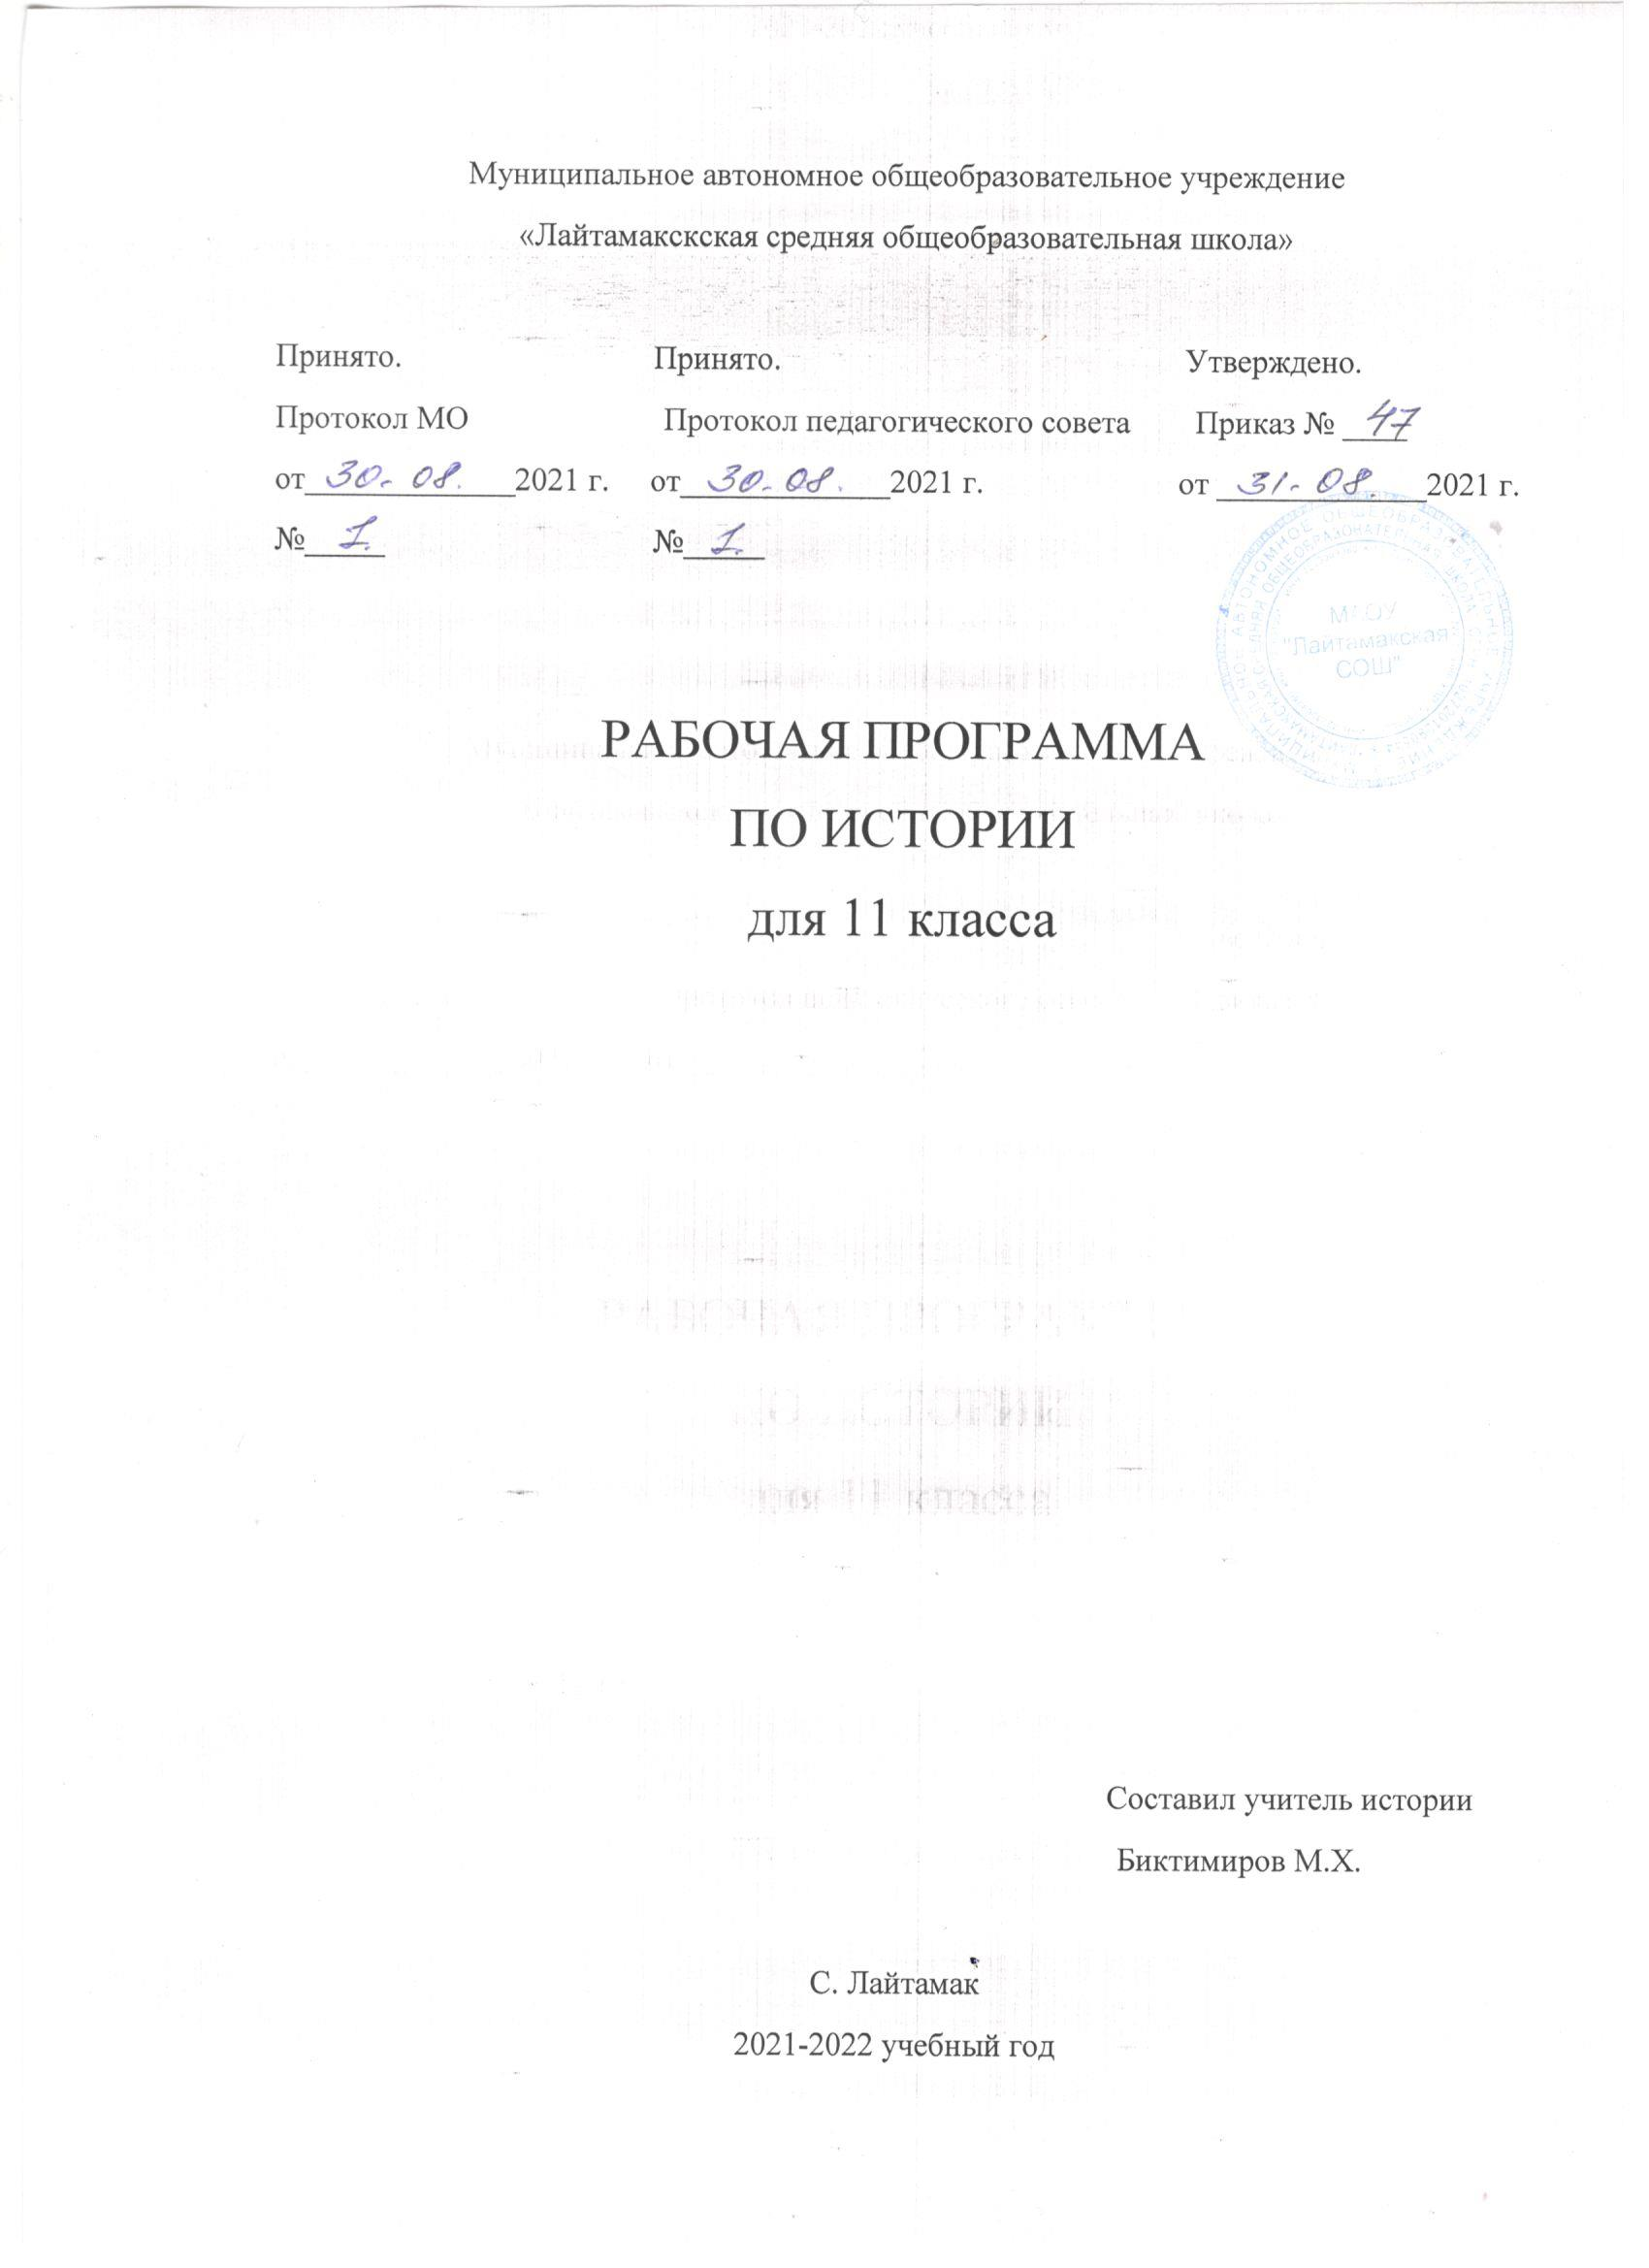 Муниципальное автономное общеобразовательное учреждение
«Лайтамакскская средняя общеобразовательная школа»
Принято. Принято. Утверждено.
Протокол МО Протокол педагогического совета Приказ № 47
от 30.08. 2021 г. от 30.08. 2021 г. от 31.08. 2021 г.
№ 1. № 1.
МАОУ
"Лайтамакская
СОШ"
РАБОЧАЯ ПРОГРАММА
ПО ИСТОРИИ
для 11 класса
Составил учитель истории
Биктимиров М.Х.
С. Лайтамак
2021-2022 учебный год